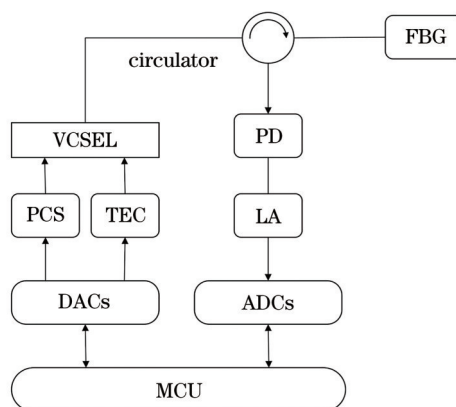 FBG
circulator
VCSEL
PD
PCS
TEC
LA
DACs
ADCs
MCU